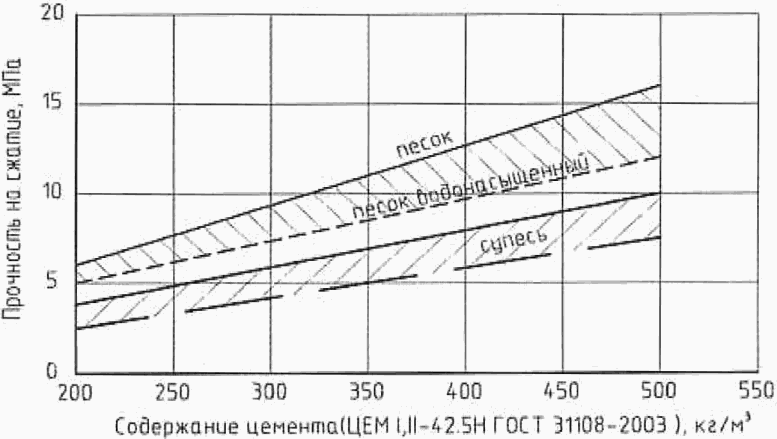 20
15
10
5
0
Прочность на сжатие, МПа
песок
песок водонасыщенный
супесь
200 250 300 350 400 450 500 550
Содержание цемента(ЦЕМ I,II-42.5Н ГОСТ 31108-2003 ), кг/м³